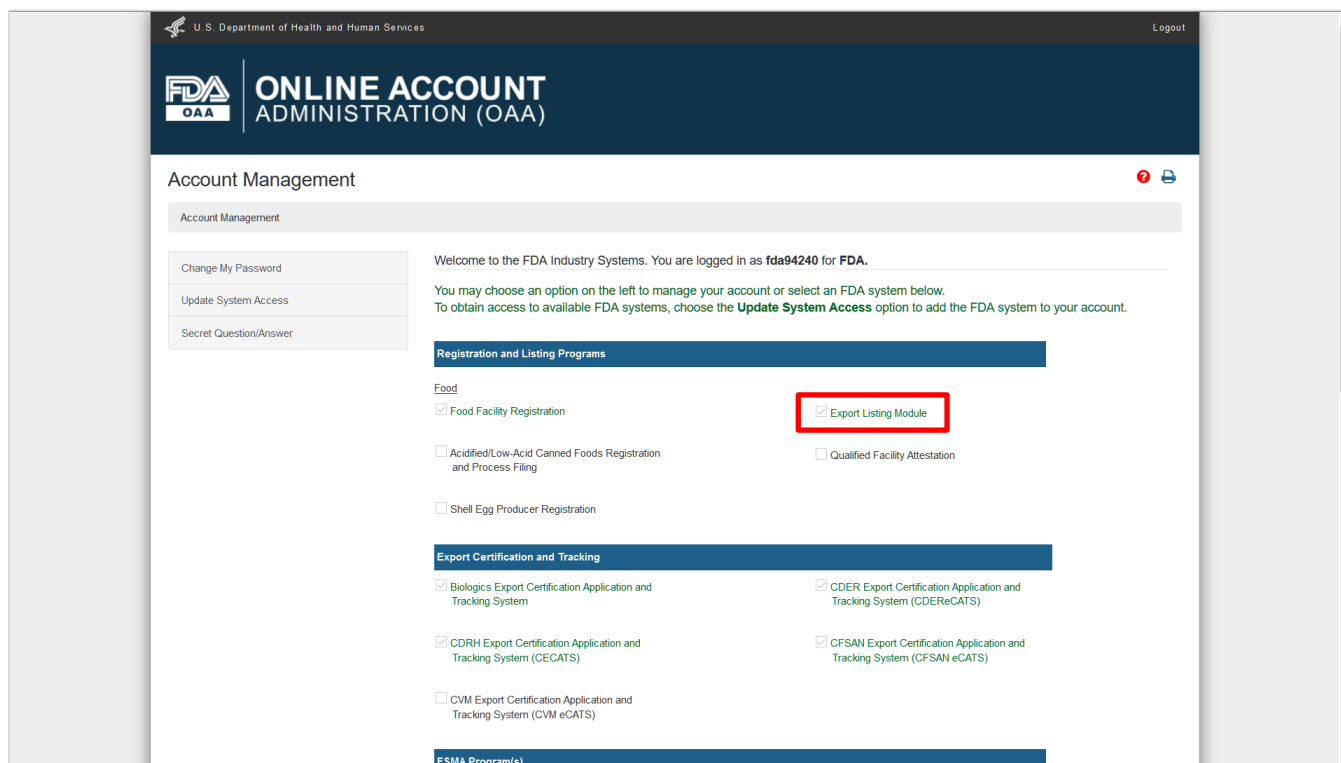 U.S. Department of Health and Human Services
Logout
FDA
OAA
ONLINE ACCOUNT
ADMINISTRATION (OAA)
Account Management
?
Account Management
Change My Password
Update System Access
Secret Question/Answer
Welcome to the FDA Industry Systems. You are logged in as fda94240 for FDA.
You may choose an option on the left to manage your account or select an FDA system below.
To obtain access to available FDA systems, choose the Update System Access option to add the FDA system to your account.
Registration and Listing Programs
Food
Food Facility Registration
Export Listing Module
Acidified/Low-Acid Canned Foods Registration
and Process Filing
Qualified Facility Attestation
Shell Egg Producer Registration
Export Certification and Tracking
Biologics Export Certification Application and
Tracking System
CDER Export Certification Application and
Tracking System (CDEReCATS)
CDRH Export Certification Application and
Tracking System (CECATS)
CFSAN Export Certification Application and
Tracking System (CFSAN eCATS)
CVM Export Certification Application and
Tracking System (CVM eCATS)
ESMA Program(s)